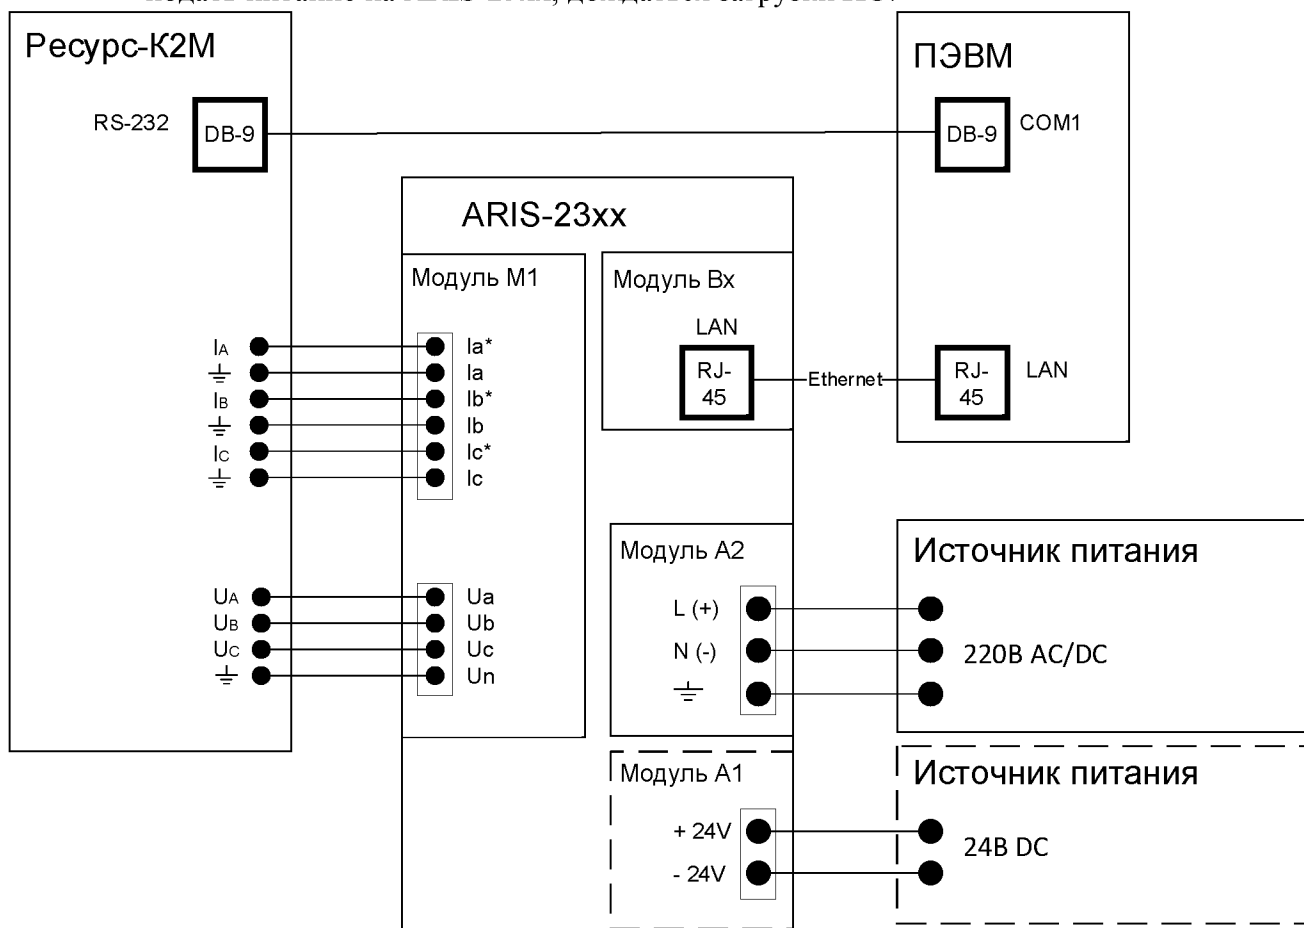 Ресурс-К2М
ПЭВМ
RS-232
DB-9
DB-9
COM1
ARIS-23xx
Модуль М1
Модуль Вх
LAN
RJ-
45
Ethernet
RJ-
45
LAN
IA
Ia*
Ia
IB
Ib*
Ib
IC
Ic*
Ic
Модуль А2
Источник питания
L (+)
N (-)
220В AC/DC
UA
Ua
UB
Ub
UC
Uc
Un
Модуль А1
Источник питания
+ 24V
- 24V
24В DC